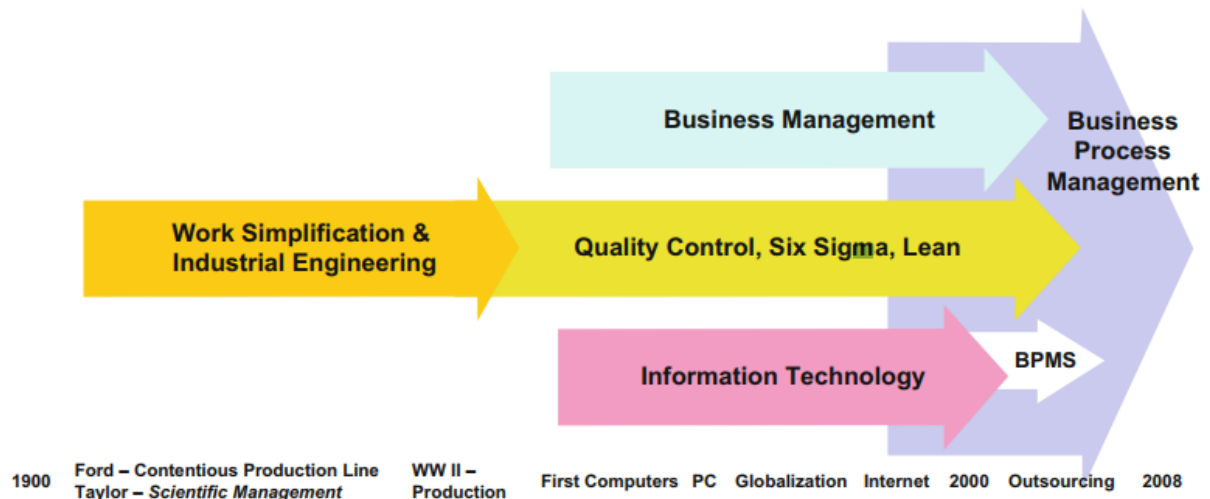 Business Management
Business
Process
Management
Work Simplification &
Industrial Engineering
Quality Control, Six Sigma, Lean
Information Technology
BPMS
1900
Ford – Contentious Production Line
Taylor – Scientific Management
WW II –
Production
First Computers PC Globalization Internet 2000 Outsourcing 2008